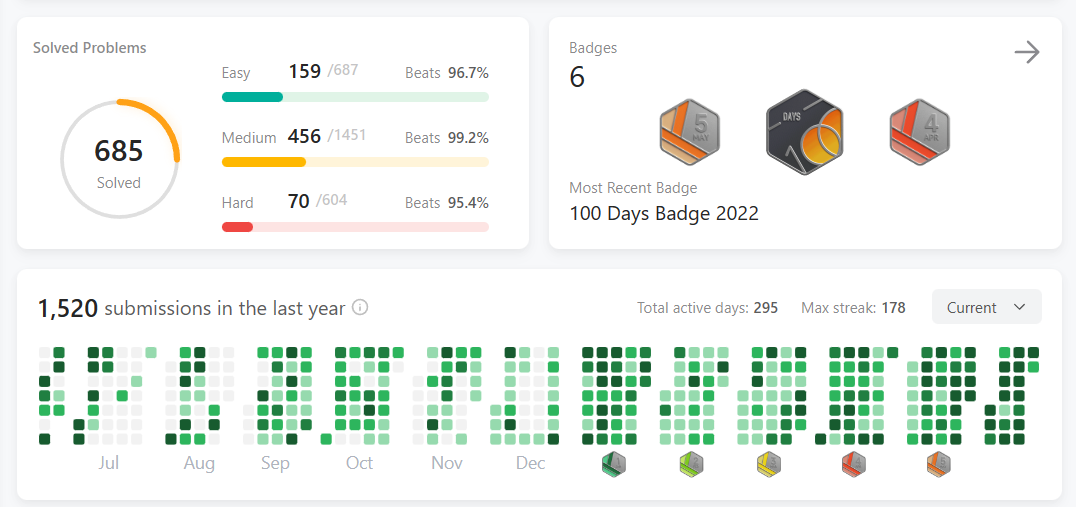 Solved Problems
685
Solved
Easy 159 /687 Beats 96.7%
Medium 456 /1451 Beats 99.2%
Hard 70 /604 Beats 95.4%
Badges
6
5
MAY
DAYS
4
APR
Most Recent Badge
100 Days Badge 2022
1,520 submissions in the last year
Total active days: 295 Max streak: 178 Current
Jul Aug Sep Oct Nov Dec